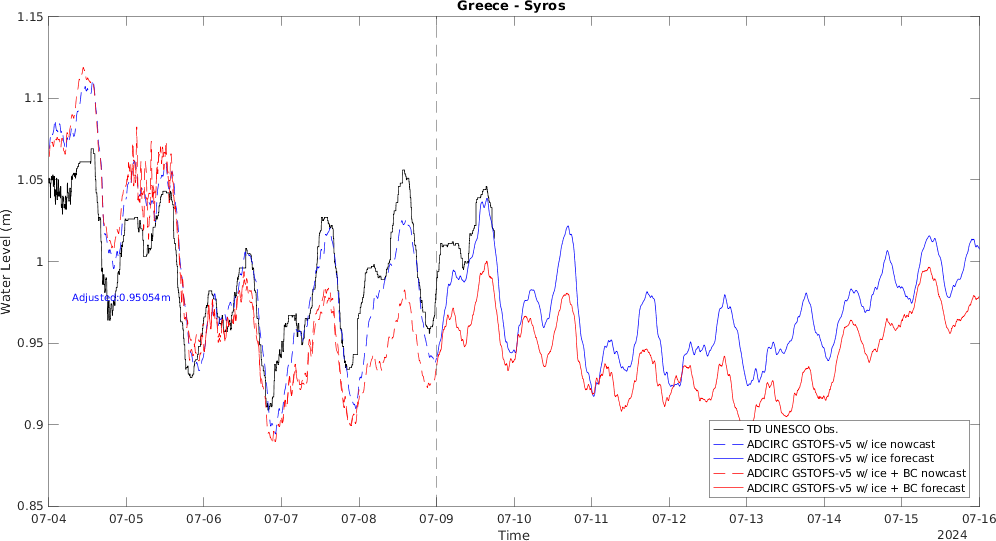 Greece - Syros
1.15
1.1
1.05
1
0.95
0.9
0.85
Water Level (m)
Adjusted:0.95054m
TD UNESCO Obs.
ADCIRC GSTOFS-v5 w/ ice nowcast
ADCIRC GSTOFS-v5 w/ ice forecast
ADCIRC GSTOFS-v5 w/ ice + BC nowcast
ADCIRC GSTOFS-v5 w/ ice + BC forecast
07-04 07-05 07-06 07-07 07-08 07-09 07-10 07-11 07-12 07-13 07-14 07-15 07-16
Time
2024